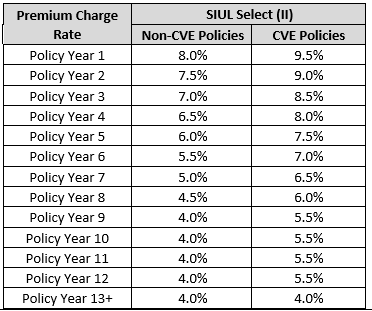 Premium Charge Rate SIUL Select (II)
Non-CVE Policies CVE Policies
Policy Year 1 8.0% 9.5%
Policy Year 2 7.5% 9.0%
Policy Year 3 7.0% 8.5%
Policy Year 4 6.5% 8.0%
Policy Year 5 6.0% 7.5%
Policy Year 6 5.5% 7.0%
Policy Year 7 5.0% 6.5%
Policy Year 8 4.5% 6.0%
Policy Year 9 4.0% 5.5%
Policy Year 10 4.0% 5.5%
Policy Year 11 4.0% 5.5%
Policy Year 12 4.0% 5.5%
Policy Year 13+ 4.0% 4.0%